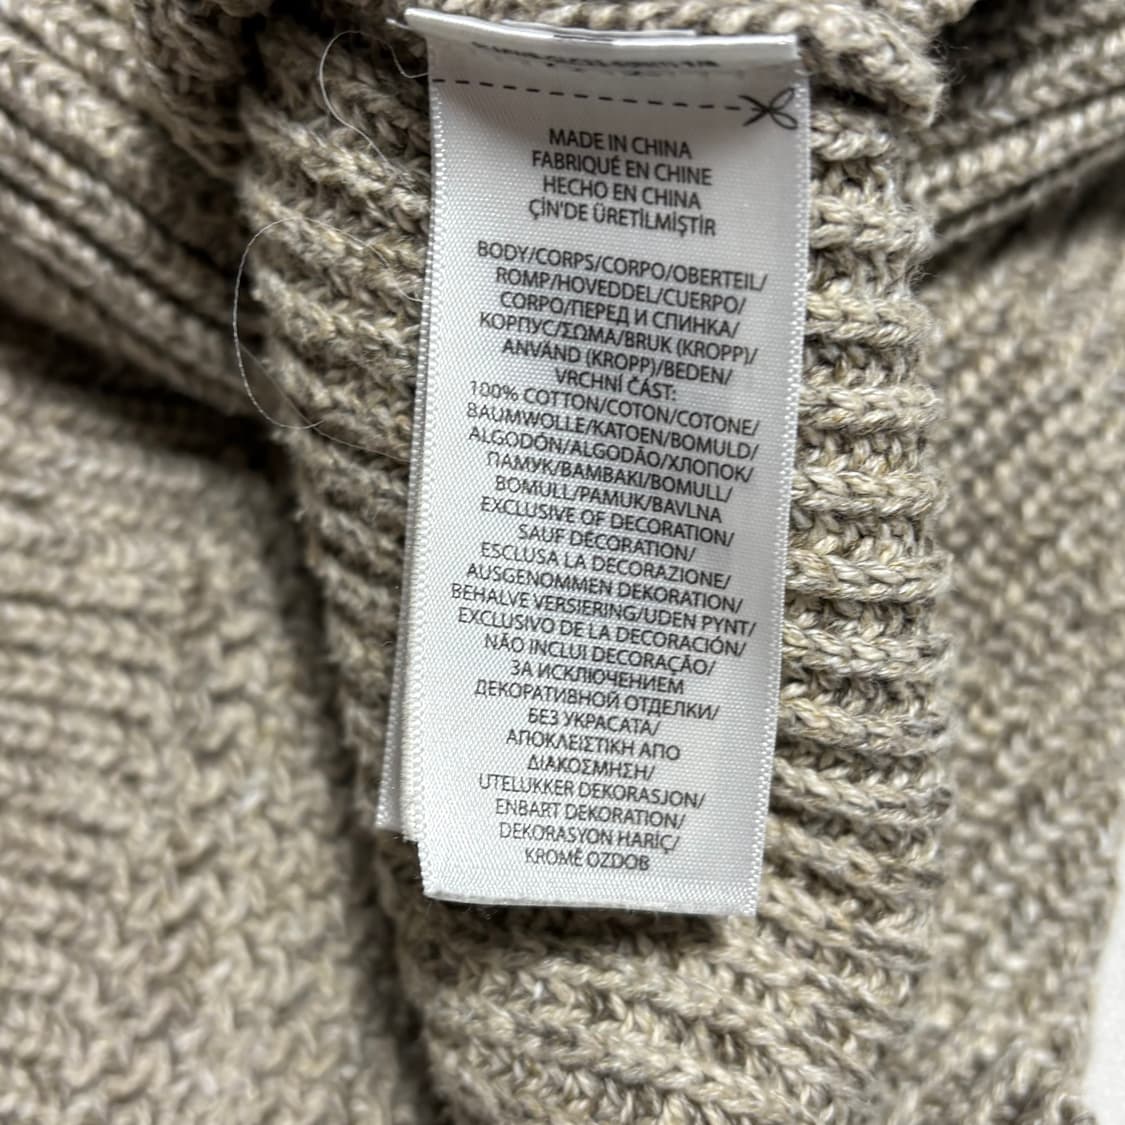 MADE IN CHINA
FABRIQUÉ EN CHINE
HECHO EN CHINA
ÇİN'DE ÜRETİLMİŞTİR
BODY/CORPS/CORPO/OBERTEIL/
ROMP/HOVEDDEL/CUERPO/
CORPO/ПЕРЕД И СПИНКА/
КОРПУС/ΣΩΜΑ/BRUK (KROPP)/
ANVÄND (KROPP)/BEDEN/
VRCHNÍ ČÁST:
100% COTTON/COTON/COTONE/
BAUMWOLLE/KATOEN/BOMULD/
ALGODÓN/ALGODÃO/ХЛОПОК/
ПАМУК/ΒΑΜΒΑΚΙ/BOMULL/
BOMULL/PAMUK/BAVLNA
EXCLUSIVE OF DECORATION/
SAUF DÉCORATION/
ESCLUSA LA DECORAZIONE/
AUSGENOMMEN DEKORATION/
BEHALVE VERSIERING/UDEN PYNT/
EXCLUSIVO DE LA DECORACIÓN/
NÃO INCLUI DECORAÇÃO/
ЗА ИСКЛЮЧЕНИЕМ
ДЕКОРАТИВНОЙ ОТДЕЛКИ/
БЕЗ УКРАСАТА/
ΑΠΟΚΛΕΙΣΤΙΚΗ ΑΠΟ
ΔΙΑΚΟΣΜΗΣΗ/
UTELUKKER DEKORASJON/
ENBART DEKORATION/
DEKORASYON HARİÇ/
KROMĚ OZDOB